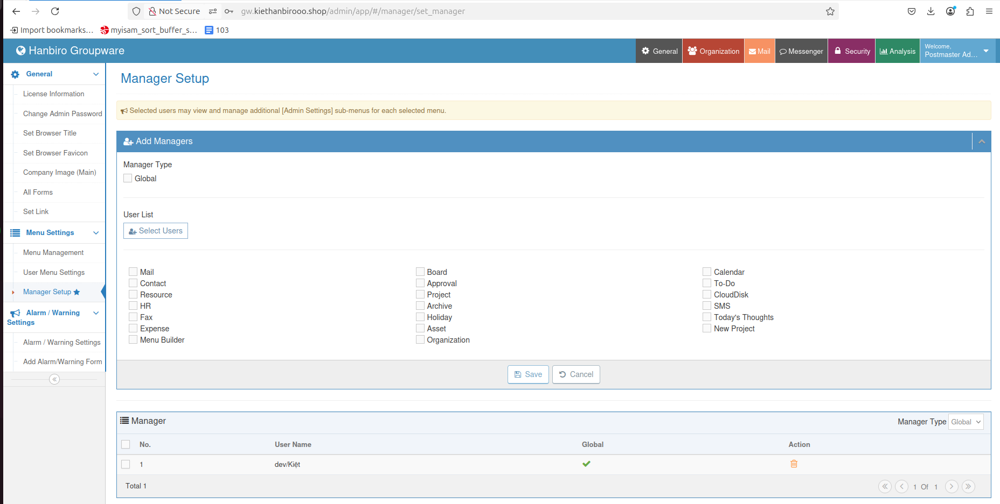 Not Secure gw.kiethanbirooo.shop/admin/app/#/manager/set_manager
Import bookmarks... myisam_sort_buffer_s... 103
Hanbiro Groupware
General Organization Mail Messenger Security Analysis
Welcome,
Postmaster Ad...
General
License Information
Change Admin Password
Set Browser Title
Set Browser Favicon
Company Image (Main)
All Forms
Set Link
Menu Settings
Menu Management
User Menu Settings
Manager Setup
Alarm / Warning
Settings
Alarm / Warning Settings
Add Alarm/Warning Form
Manager Setup
Selected users may view and manage additional [Admin Settings] sub-menus for each selected menu.
Add Managers
Manager Type
Global
User List
Select Users
Mail Board Calendar
Contact Approval To-Do
Resource Project CloudDisk
HR Archive SMS
Fax Holiday Today's Thoughts
Expense Asset New Project
Menu Builder Organization
Save Cancel
Manager Manager Type Global
No. User Name Global Action
1 dev/Kiệt
Total 1 1 Of 1